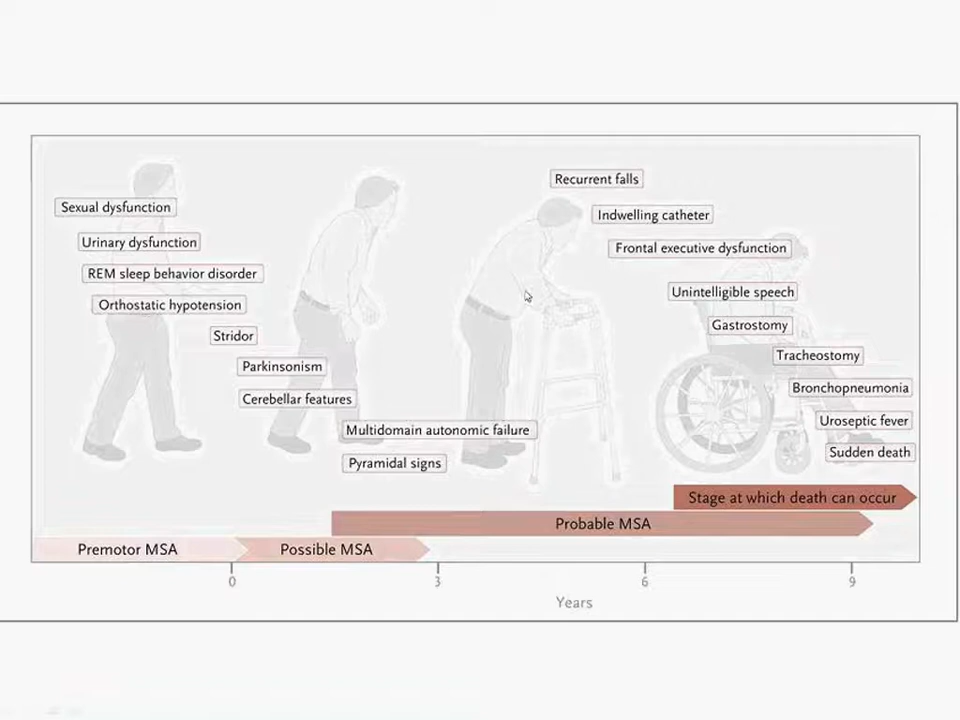 Recurrent falls
Sexual dysfunction
Indwelling catheter
Urinary dysfunction
Frontal executive dysfunction
REM sleep behavior disorder
Unintelligible speech
Orthostatic hypotension
Gastrostomy
Stridor
Tracheostomy
Parkinsonism
Bronchopneumonia
Cerebellar features
Uroseptic fever
Multidomain autonomic failure
Sudden death
Pyramidal signs
Stage at which death can occur
Probable MSA
Premotor MSA
Possible MSA
0 3 6 9
Years